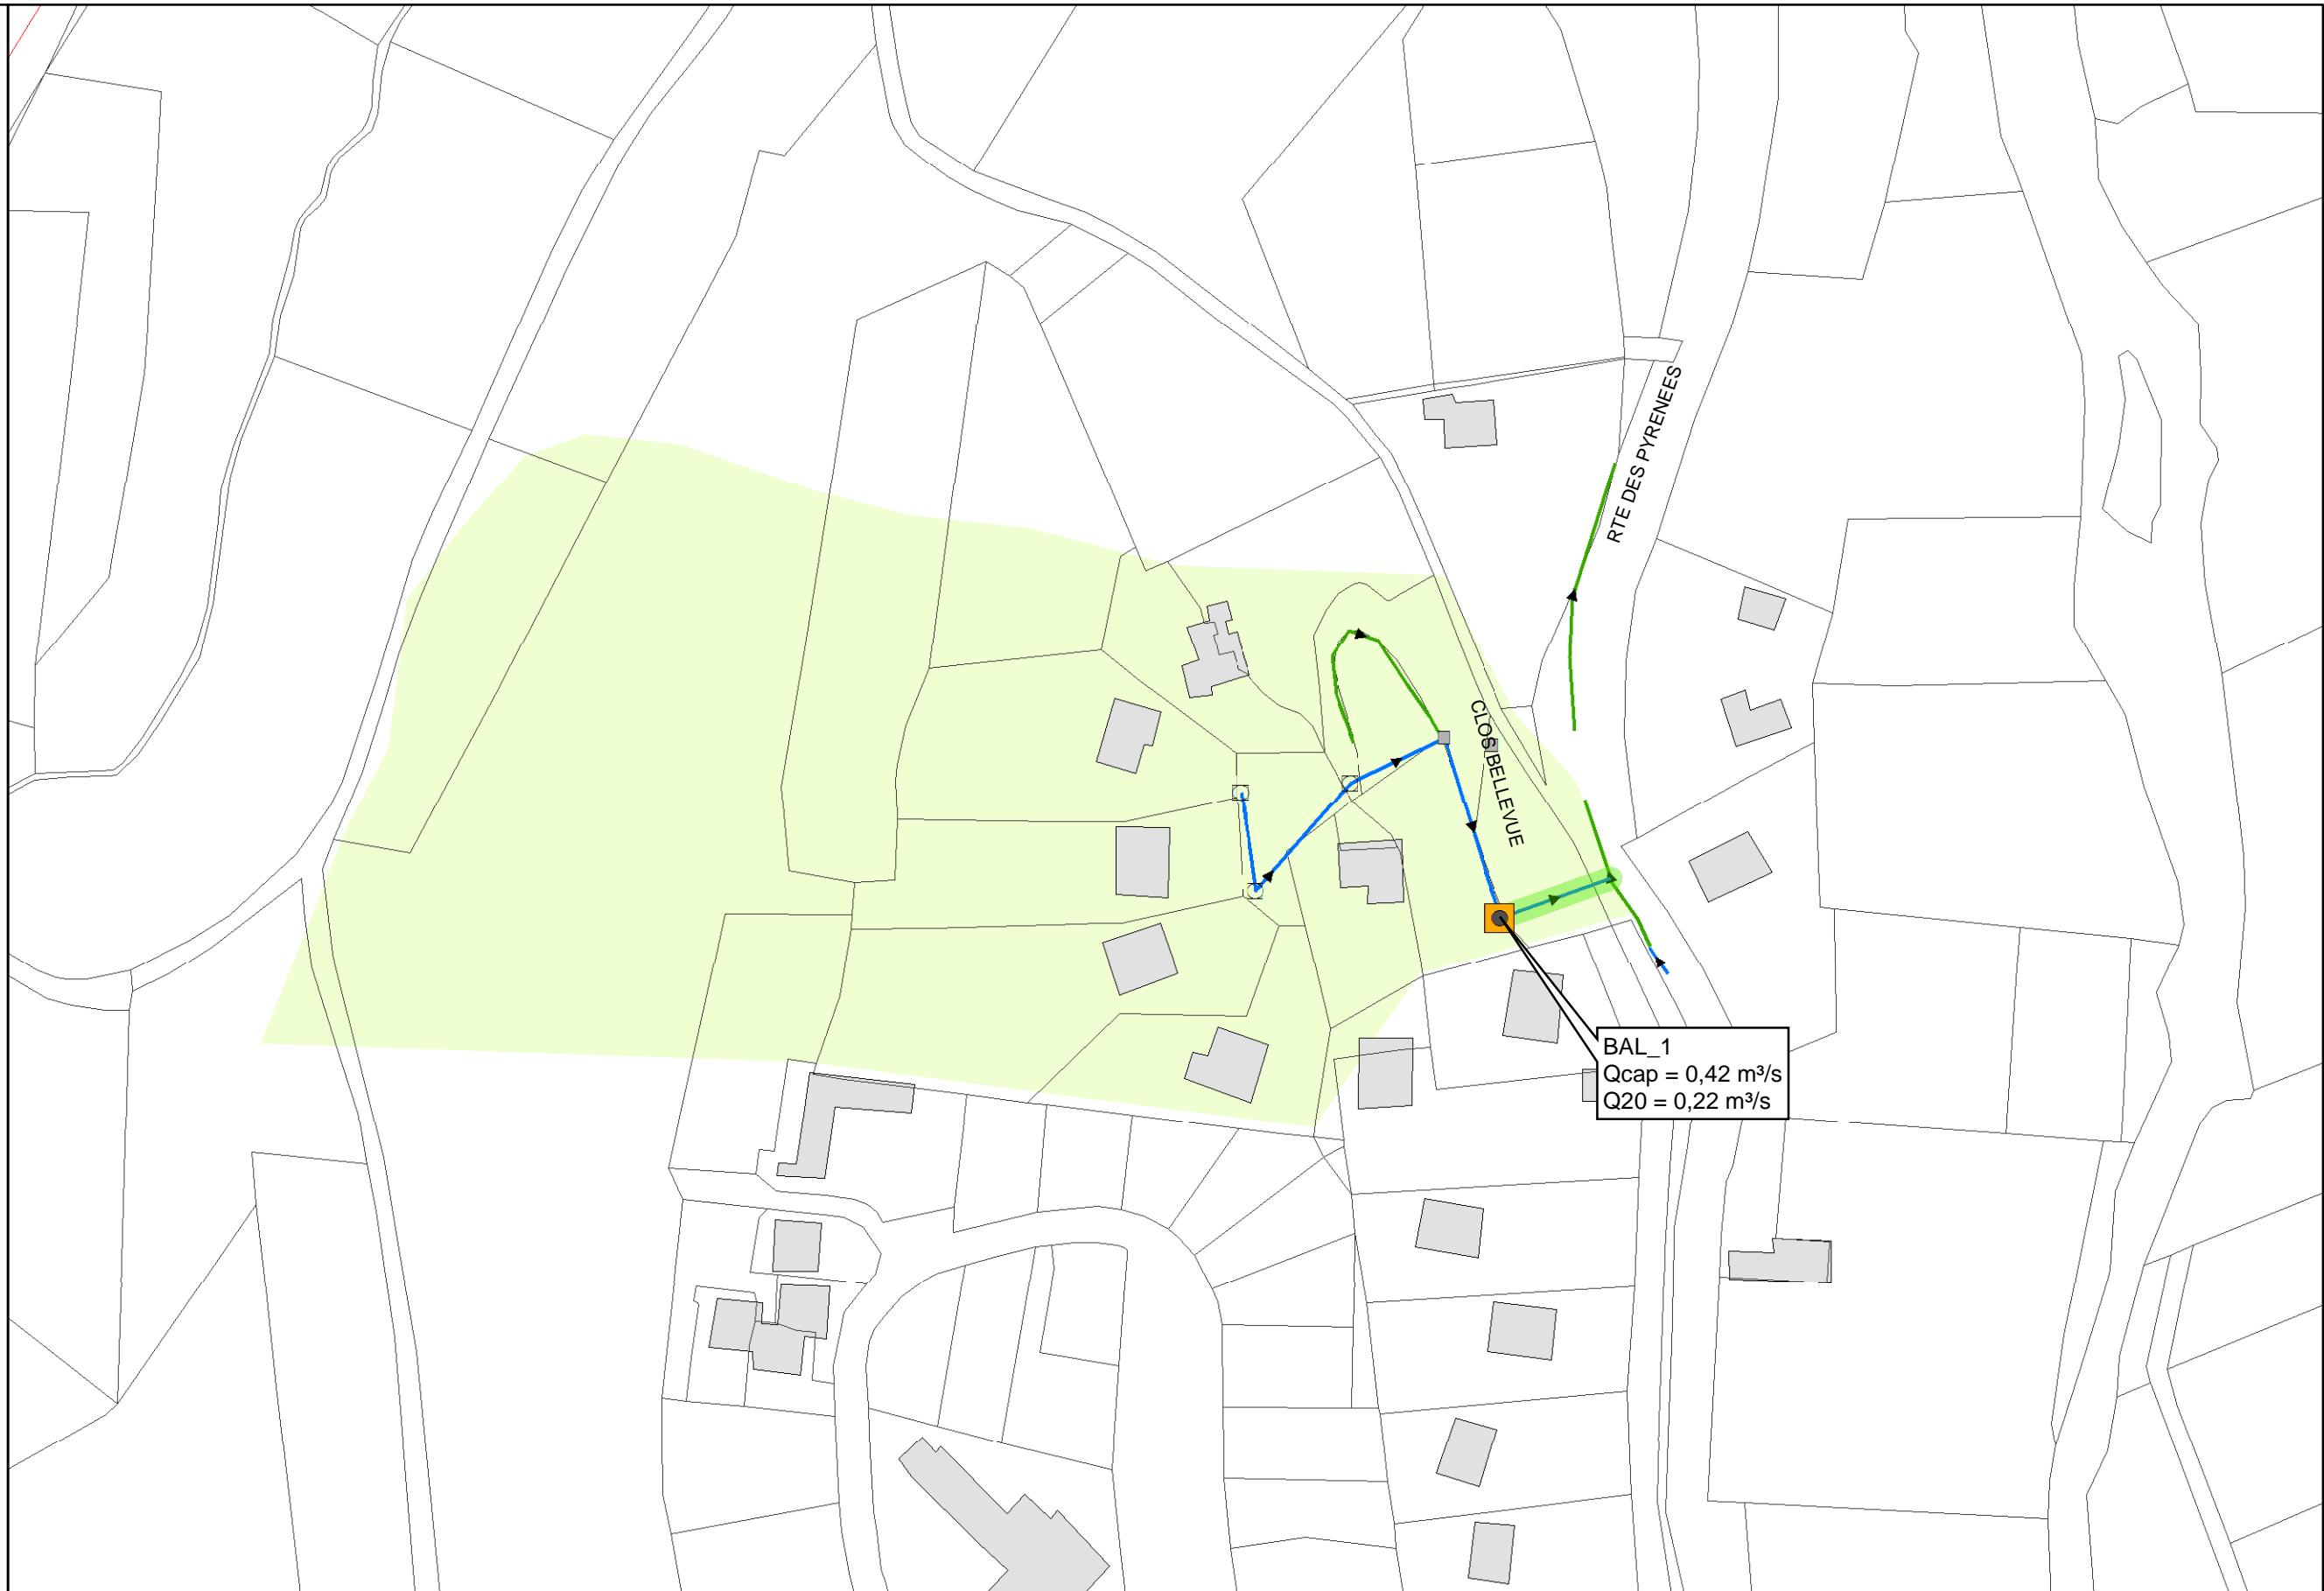 RTE DES PYRENEES
CLOS BELLEVUE
BAL_1
Qcap = 0,42 m³/s
Q20 = 0,22 m³/s